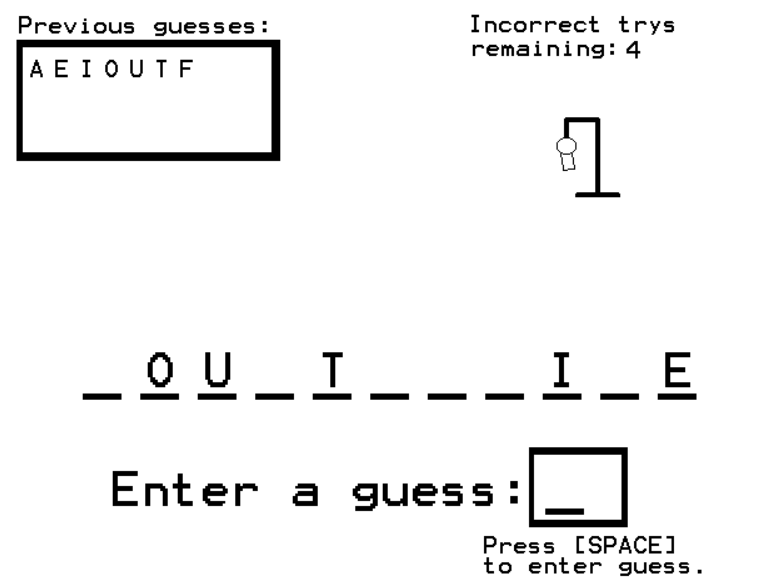 Previous guesses:
A E I O U T F
Incorrect trys
remaining: 4
_ O U _ T _ _ _ I _ E
Enter a guess: _
Press [SPACE]
to enter guess.